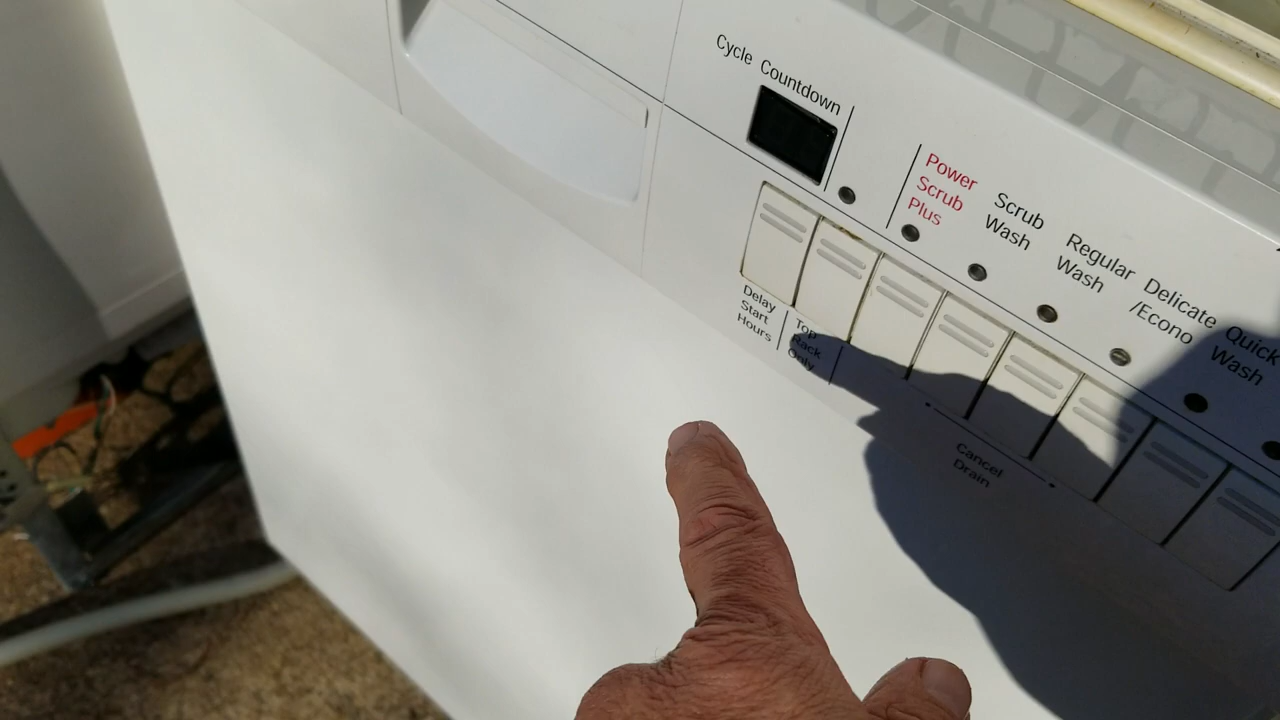 Cycle Countdown
Power
Scrub
Plus
Scrub
Wash
Regular
Wash
Delicate
/Econo
Quick
Wash
Delay
Start
Hours
Top
Rack
Only
Cancel
Drain